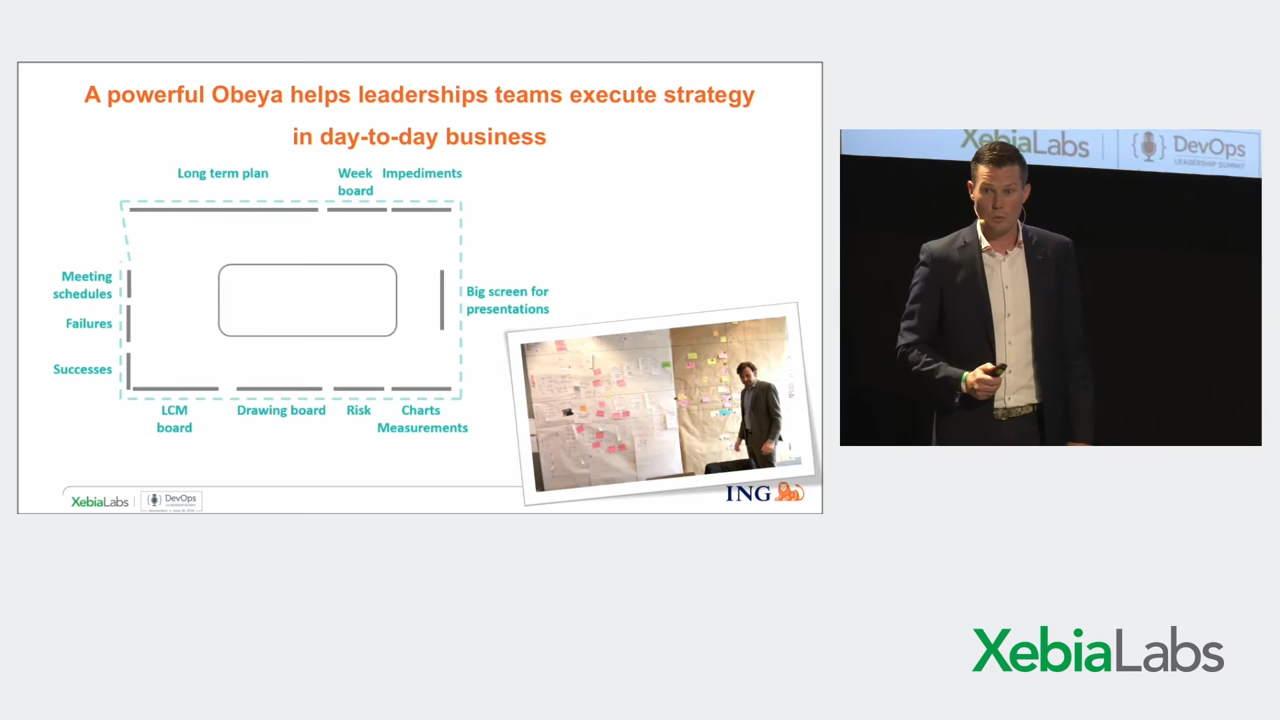 A powerful Obeya helps leaderships teams execute strategy
in day-to-day business
Long term plan
Week
board
Impediments
Meeting
schedules
Failures
Successes
Big screen for
presentations
LCM
board
Drawing board
Risk
Charts
Measurements
XebiaLabs
DevOps
LEADERSHIP SUMMIT
ING
XebiaLabs
DevOps
LEADERSHIP SUMMIT
XebiaLabs